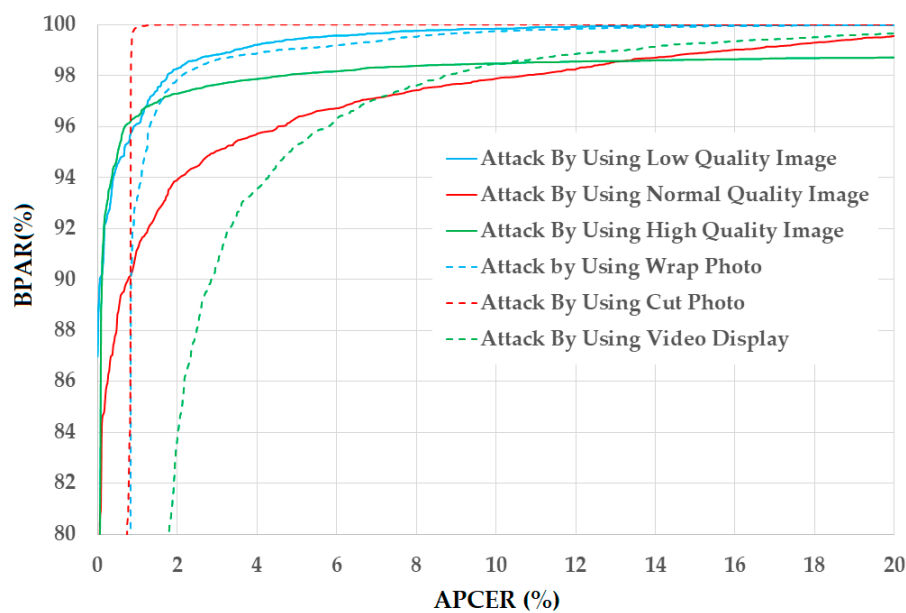 100
98
96
94
92
90
88
86
84
82
80
BPAR(%)
Attack By Using Low Quality Image
Attack By Using Normal Quality Image
Attack By Using High Quality Image
Attack by Using Wrap Photo
Attack By Using Cut Photo
Attack By Using Video Display
0 2 4 6 8 10 12 14 16 18 20
APCER (%)